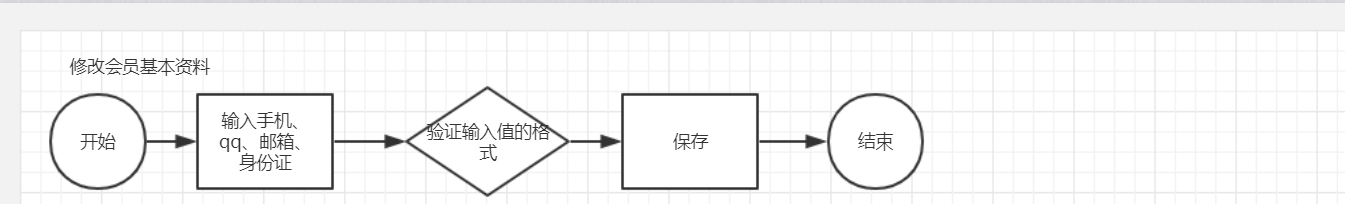 修改会员基本资料
开始
输入手机、
qq、邮箱、
身份证
验证输入值的格
式
保存
结束